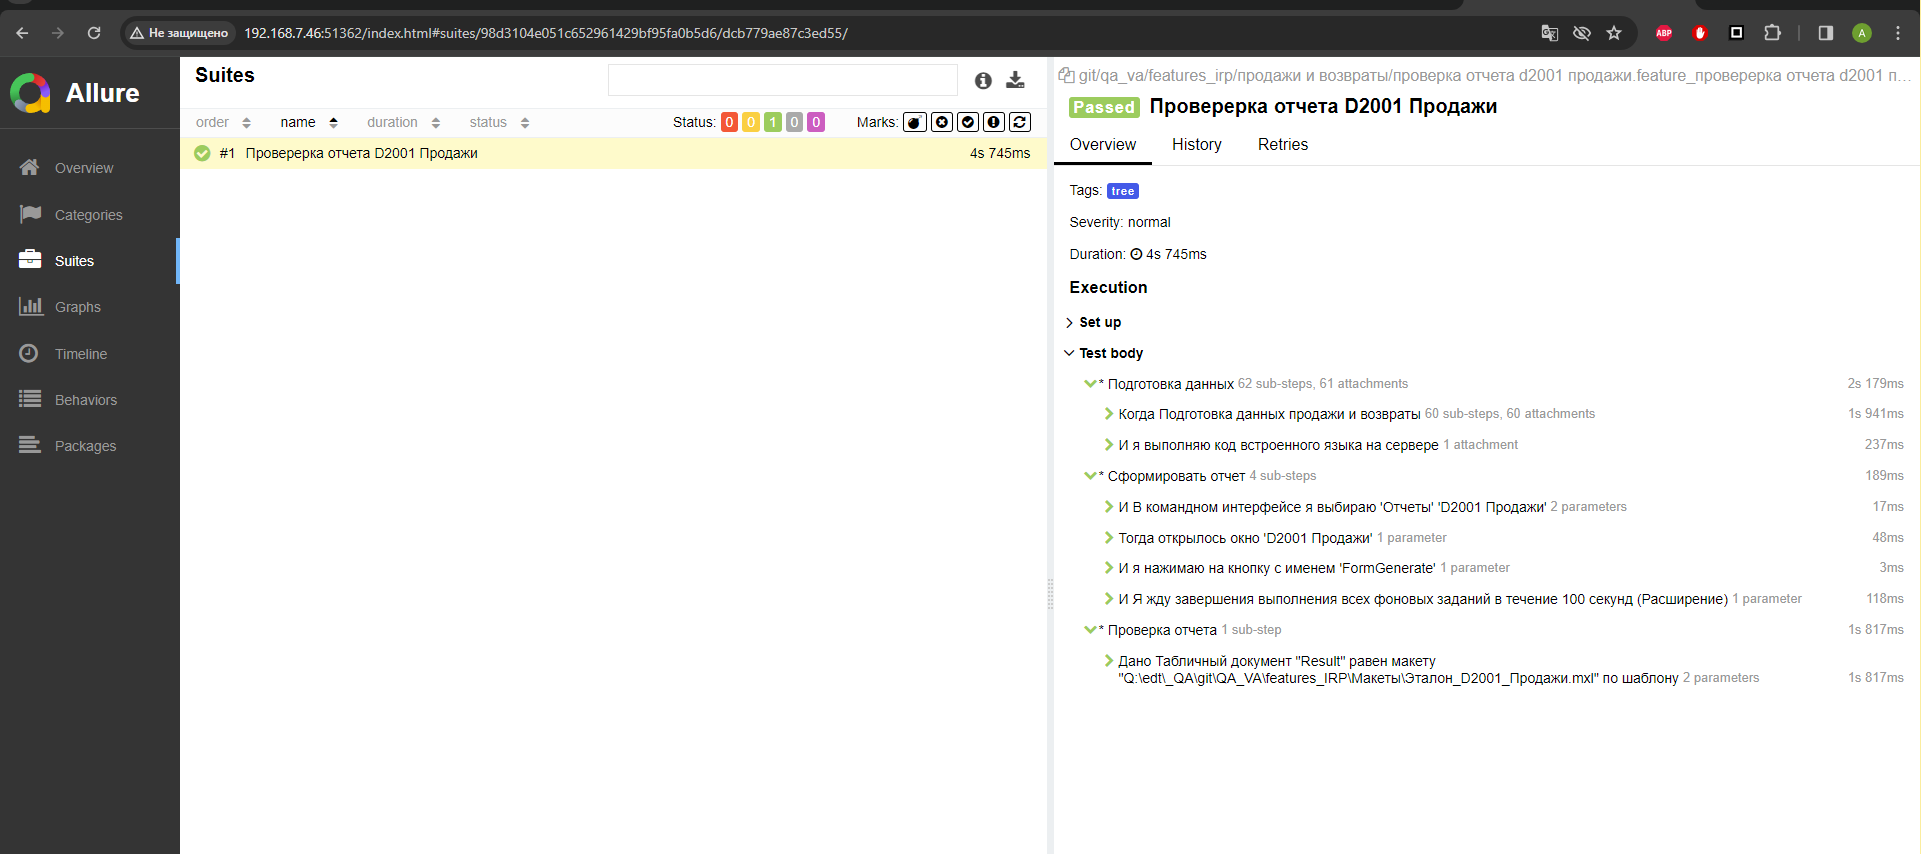 Не защищено
192.168.7.46:51362/index.html#suites/98d3104e051c652961429bf95fa0b5d6/dcb779ae87c3ed55/
ABP
A
Allure
Overview
Categories
Suites
Graphs
Timeline
Behaviors
Packages
Suites
order name duration status Status: 0 0 1 0 0 Marks:
#1 Проверерка отчета D2001 Продажи 4s 745ms
git/qa_va/features_irp/продажи и возвраты/проверка отчета d2001 продажи.feature_проверерка отчета d2001 п...
Passed Проверерка отчета D2001 Продажи
Overview History Retries
Tags: tree
Severity: normal
Duration: 4s 745ms
Execution
Set up
Test body
* Подготовка данных 62 sub-steps, 61 attachments 2s 179ms
Когда Подготовка данных продажи и возвраты 60 sub-steps, 60 attachments 1s 941ms
И я выполняю код встроенного языка на сервере 1 attachment 237ms
* Сформировать отчет 4 sub-steps 189ms
И В командном интерфейсе я выбираю 'Отчеты' 'D2001 Продажи' 2 parameters 17ms
Тогда открылось окно 'D2001 Продажи' 1 parameter 48ms
И я нажимаю на кнопку с именем 'FormGenerate' 1 parameter 3ms
И Я жду завершения выполнения всех фоновых заданий в течение 100 секунд (Расширение) 1 parameter 118ms
* Проверка отчета 1 sub-step 1s 817ms
Дано Табличный документ "Result" равен макету
"Q:\edt\_QA\git\QA_VA\features_IRP\Макеты\Эталон_D2001_Продажи.mxl" по шаблону 2 parameters 1s 817ms